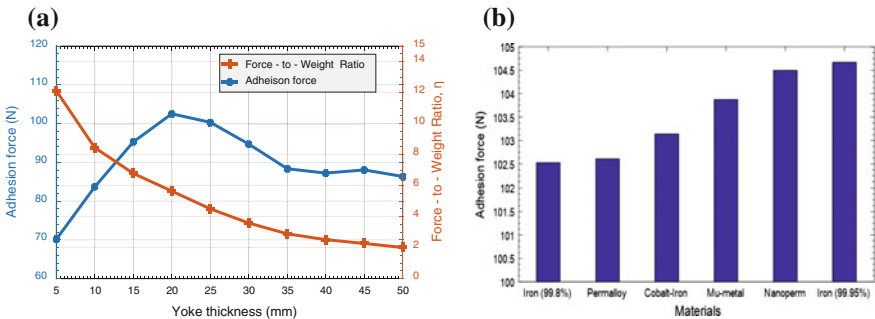 (a)
120
110
100
90
80
70
60
Adhesion force (N)
Force - to - Weight Ratio
Adheison force
15
14
12
10
8
6
4
2
0
Force - to - Weight Ratio, η
5 10 15 20 25 30 35 40 45 50
Yoke thickness (mm)
(b)
105
104.5
104
103.5
103
102.5
102
101.5
101
100.5
100
Adhesion force (N)
Iron (99.8%) Permalloy Cobalt-Iron Mu-metal Nanoperm Iron (99.95%)
Materials